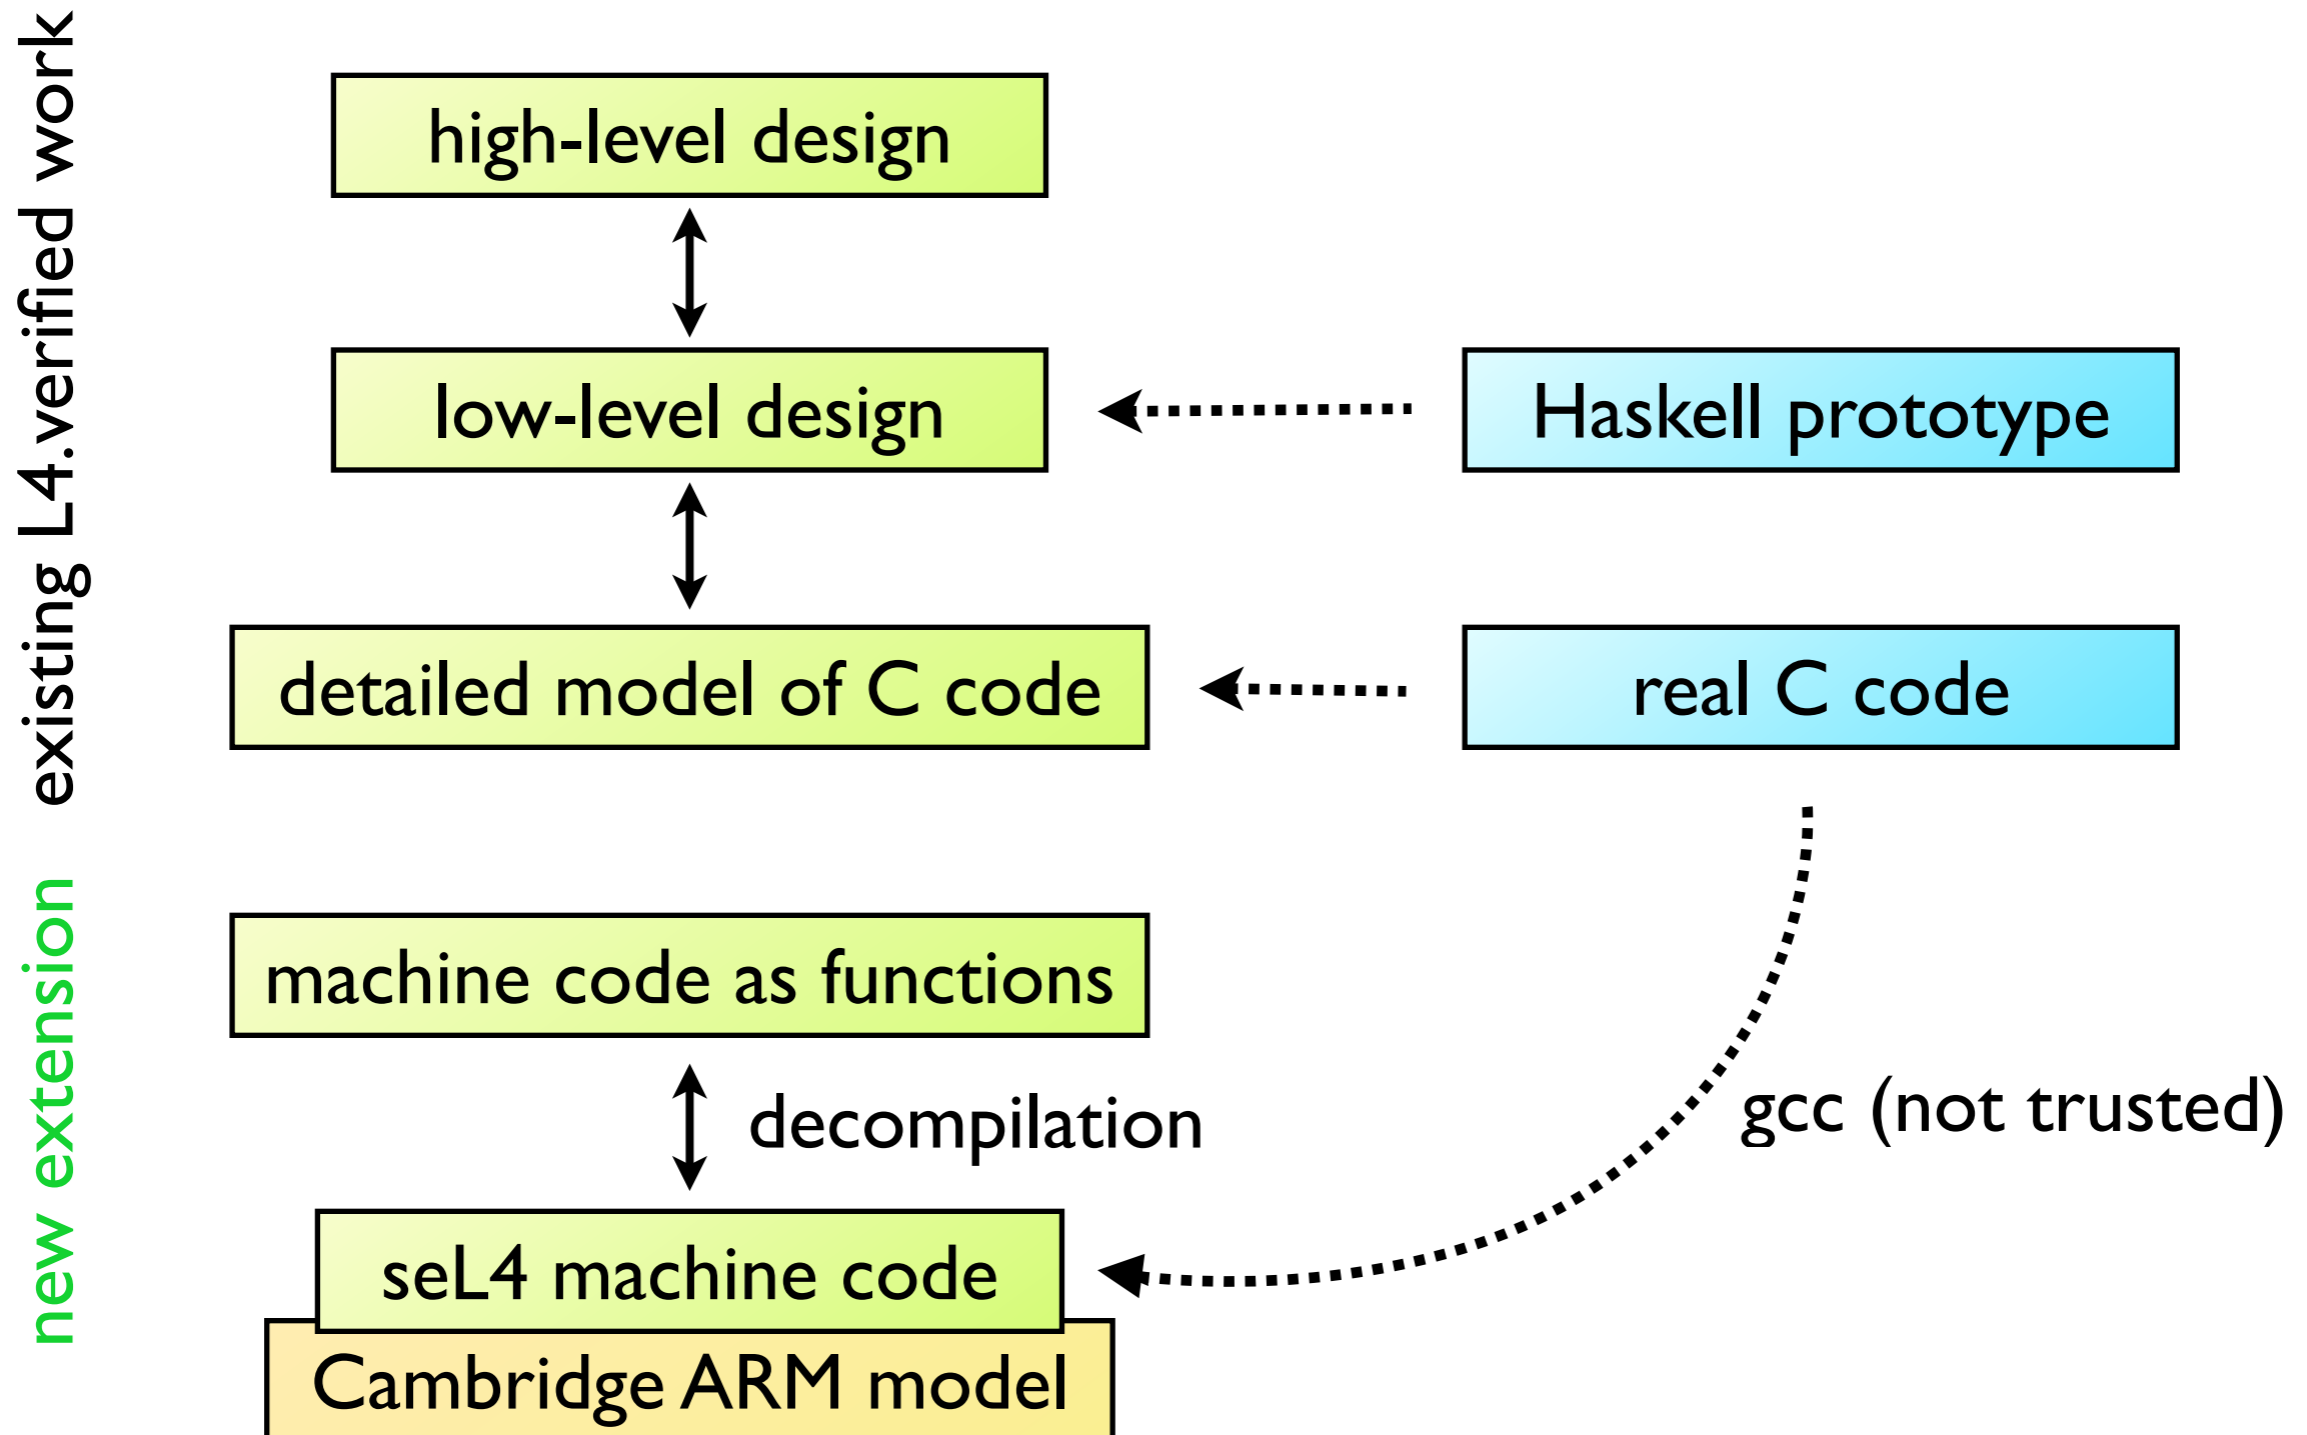 existing L4.verified work
new extension
high-level design
low-level design
Haskell prototype
detailed model of C code
real C code
machine code as functions
decompilation
gcc (not trusted)
seL4 machine code
Cambridge ARM model